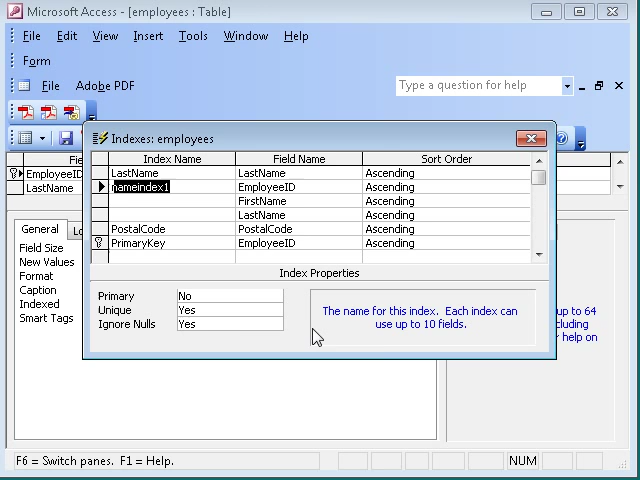 Microsoft Access - [employees : Table]
File Edit View Insert Tools Window Help
Form
File Adobe PDF
Type a question for help
Indexes: employees
Index Name Field Name Sort Order
LastName LastName Ascending
nameindex1 EmployeeID Ascending
FirstName Ascending
LastName Ascending
PostalCode PostalCode Ascending
PrimaryKey EmployeeID Ascending
Index Properties
Primary No
Unique Yes
Ignore Nulls Yes
The name for this index. Each index can
use up to 10 fields.
EmployeeID
LastName
General
Field Size
New Values
Format
Caption
Indexed
Smart Tags
up to 64
help on
F6 = Switch panes. F1 = Help.
NUM